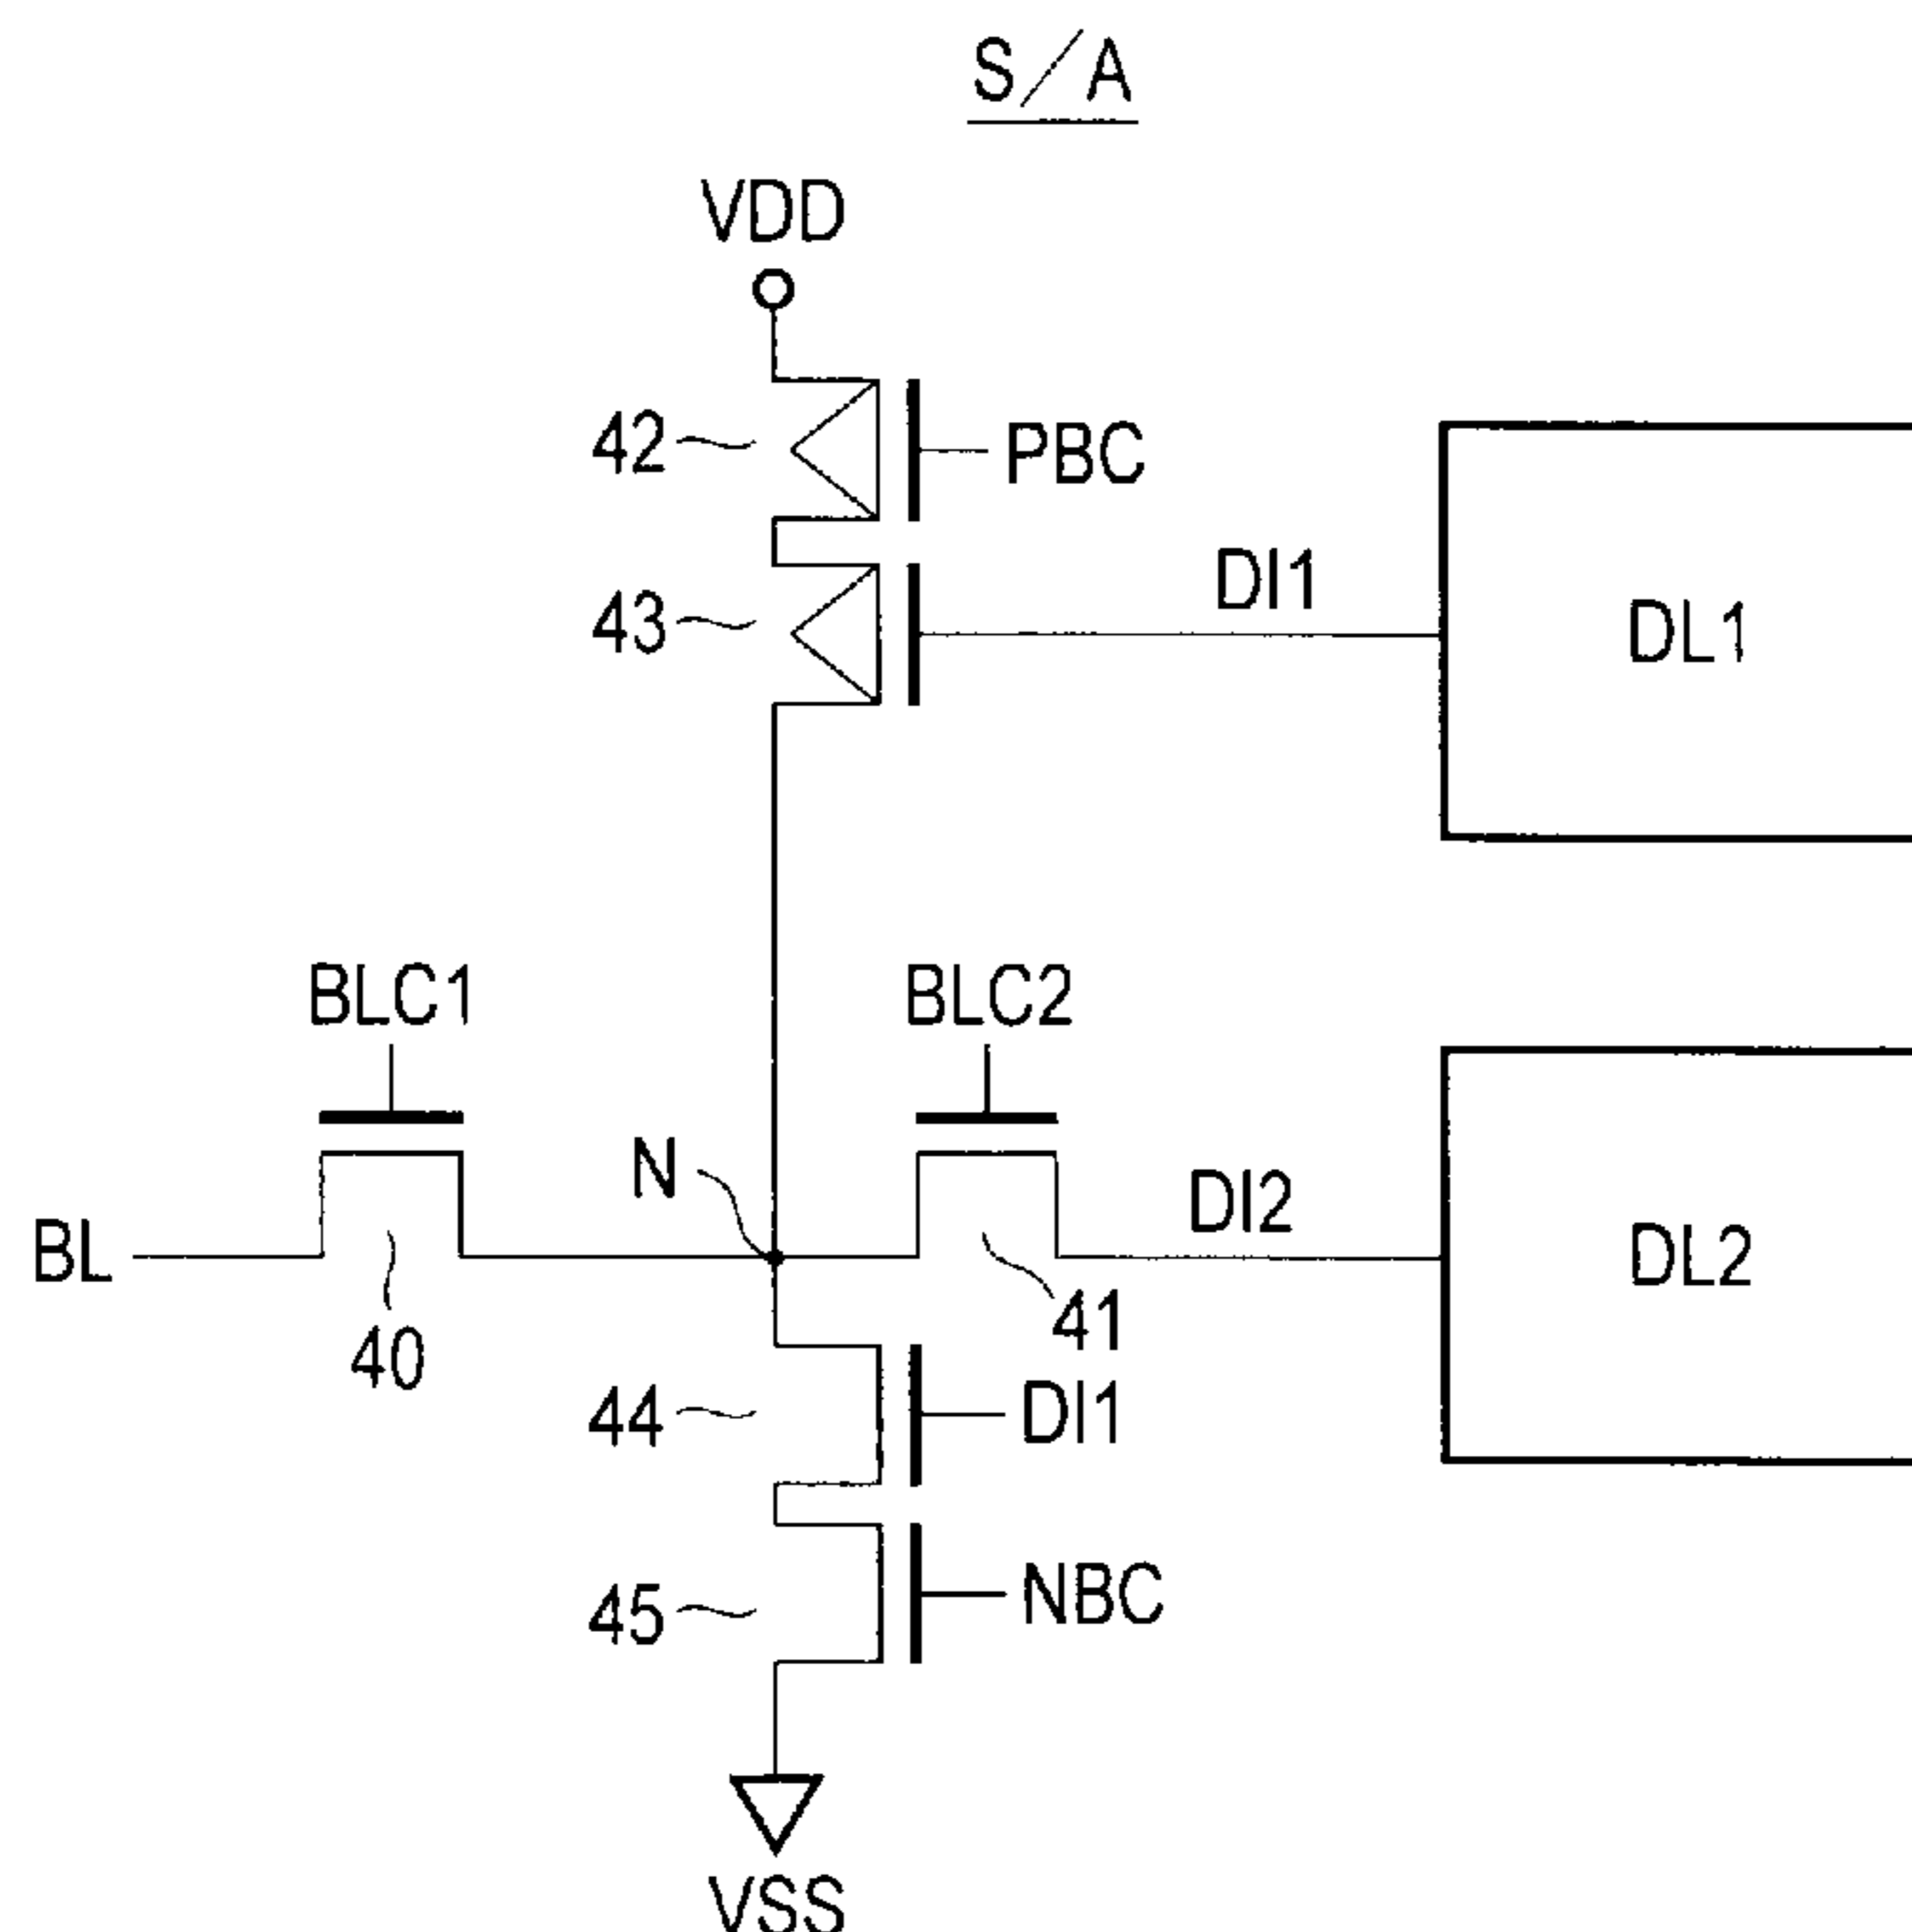 S/A
VDD
42
PBC
43
DI1
DL1
BLC1
BLC2
N
BL
DI2
DL2
40
41
44
DI1
45
NBC
VSS